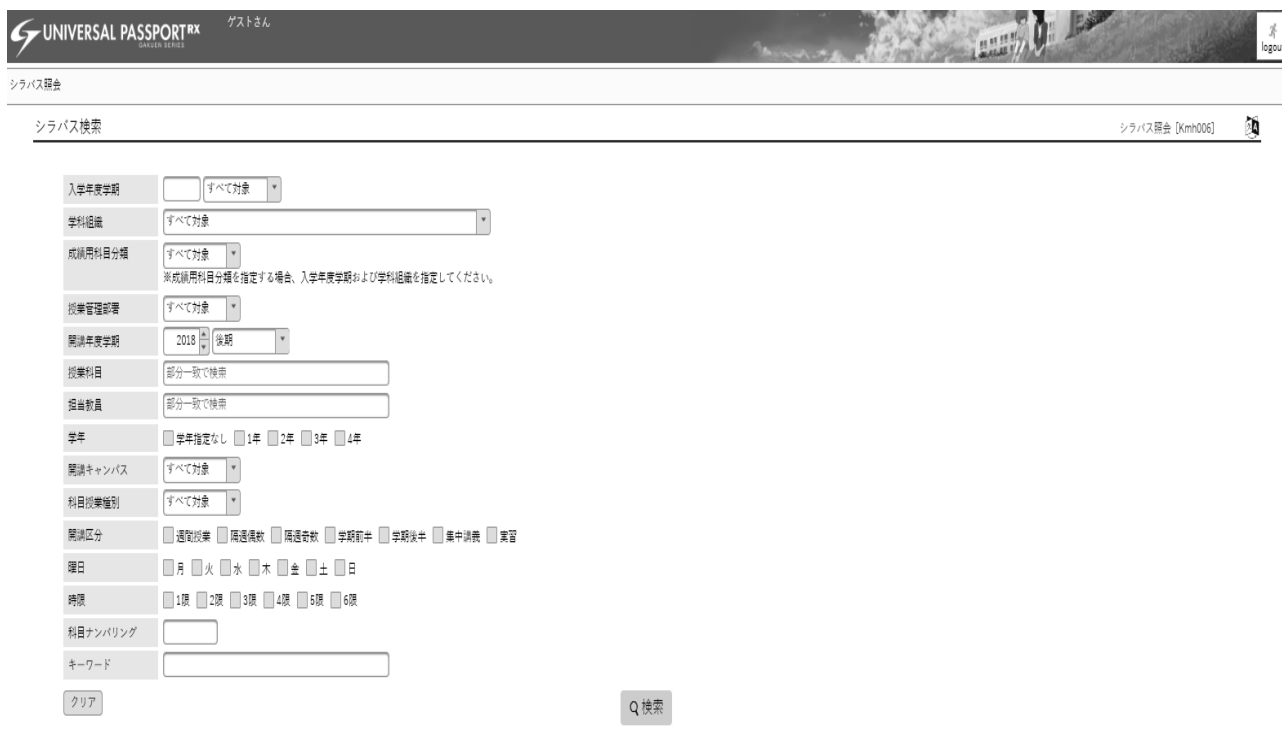 UNIVERSAL PASSPORT RX
GAKUEN SERIES
ゲストさん
logou
シラバス照会
シラバス検索
シラバス照会 [Kmh006]
入学年度学期 すべて対象
学科組織 すべて対象
成績用科目分類 すべて対象
※成績用科目分類を指定する場合、入学年度学期および学科組織を指定してください。
授業管理部署 すべて対象
開講年度学期 2018 後期
授業科目 部分一致で検索
担当教員 部分一致で検索
学年 学年指定なし 1年 2年 3年 4年
開講キャンパス すべて対象
科目授業種別 すべて対象
開講区分 週間授業 隔週偶数 隔週奇数 学期前半 学期後半 集中講義 実習
曜日 月 火 水 木 金 土 日
時限 1限 2限 3限 4限 5限 6限
科目ナンバリング
キーワード
クリア
検索